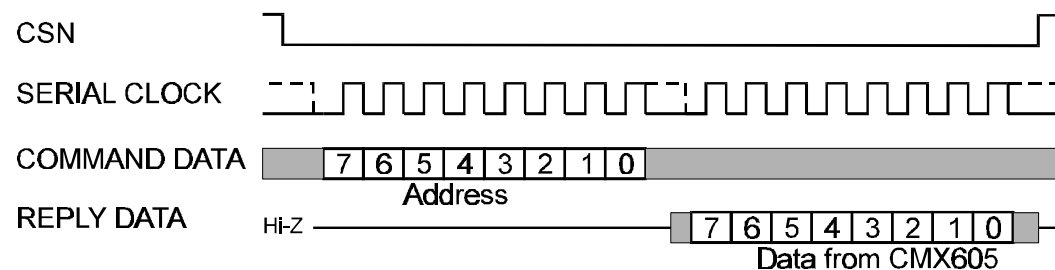 CSN
SERIAL CLOCK
COMMAND DATA 7 6 5 4 3 2 1 0
Address
REPLY DATA Hi-Z 7 6 5 4 3 2 1 0
Data from CMX605